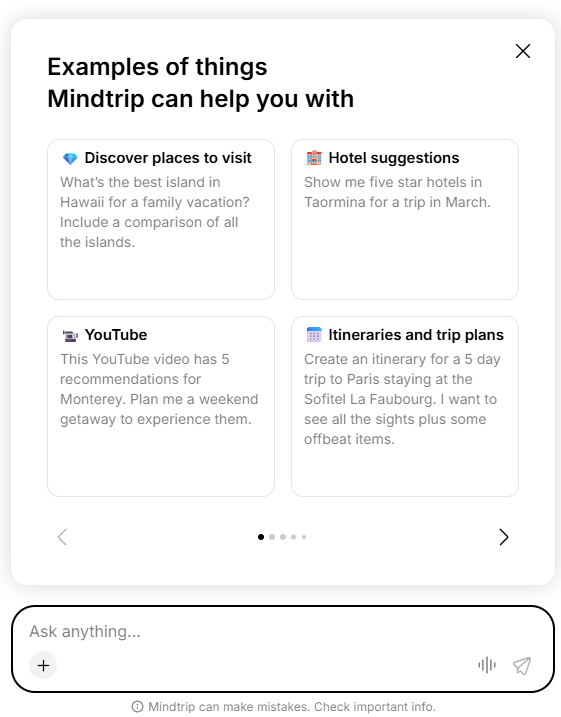 Examples of things
Mindtrip can help you with
Discover places to visit
What’s the best island in
Hawaii for a family vacation?
Include a comparison of all
the islands.
Hotel suggestions
Show me five star hotels in
Taormina for a trip in March.
YouTube
This YouTube video has 5
recommendations for
Monterey. Plan me a weekend
getaway to experience them.
Itineraries and trip plans
Create an itinerary for a 5 day
trip to Paris staying at the
Sofitel La Faubourg. I want to
see all the sights plus some
offbeat items.
Ask anything...
Mindtrip can make mistakes. Check important info.